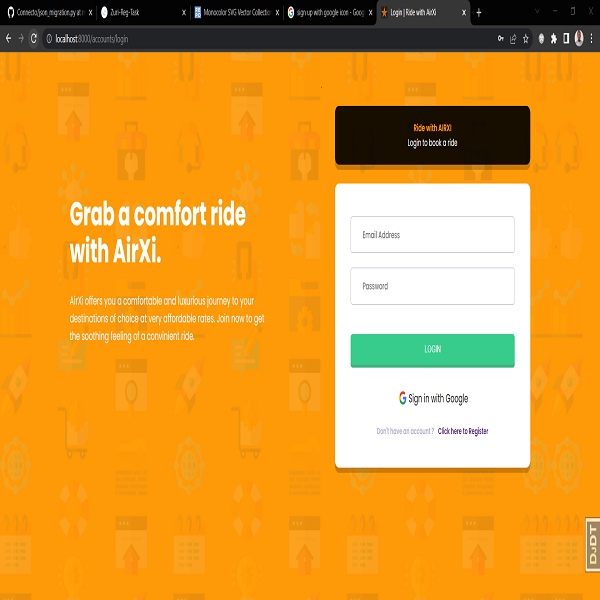 Connecto/json_migration.py at m
Zuri-Reg-Task
Monocolor SVG Vector Collection
sign up with google icon - Goog
Login | Ride with AirXi
localhost:8000/accounts/login
Ride with AIRXI
Login to book a ride
Grab a comfort ride
with AirXi.
AirXi offers you a comfortable and luxurious journey to your
destinations of choice at very affordable rates. Join now to get
the soothing feeling of a convinient ride.
Email Address
Password
LOGIN
Sign in with Google
Don't have an account? Click here to Register
DJDT